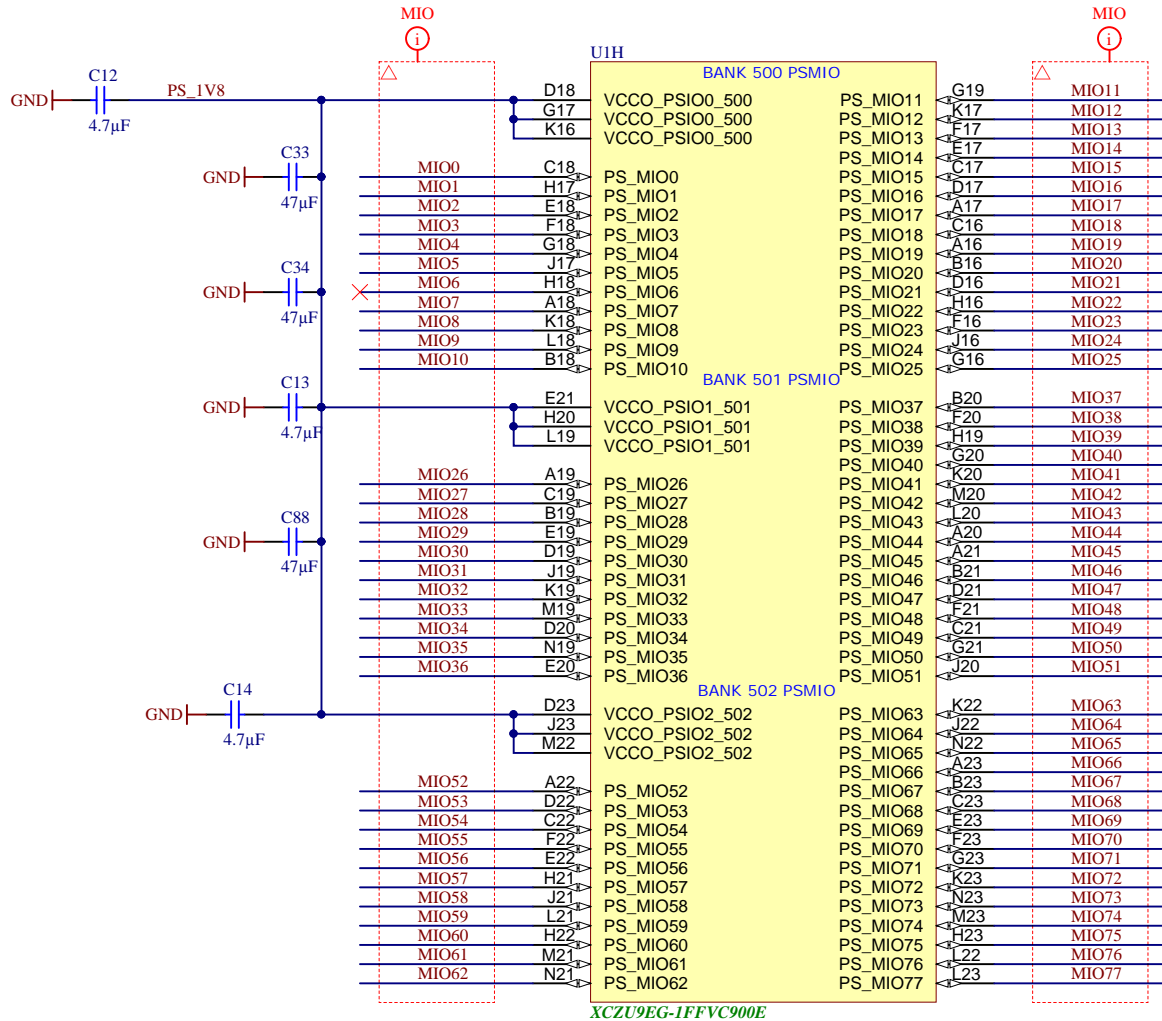 MIO
i
MIO
i
U1H
BANK 500 PSMIO
C12
GND
4.7µF
PS_1V8
D18 VCCO_PSIO0_500
G17 VCCO_PSIO0_500
K16 VCCO_PSIO0_500
C33
GND
47µF
MIO0 C18 PS_MIO0
MIO1 H17 PS_MIO1
MIO2 E18 PS_MIO2
MIO3 F18 PS_MIO3
MIO4 G18 PS_MIO4
MIO5 J17 PS_MIO5
MIO6 H18 PS_MIO6
MIO7 A18 PS_MIO7
MIO8 K18 PS_MIO8
MIO9 L18 PS_MIO9
MIO10 B18 PS_MIO10
C34
GND
47µF
PS_MIO11 G19 MIO11
PS_MIO12 K17 MIO12
PS_MIO13 F17 MIO13
PS_MIO14 E17 MIO14
PS_MIO15 C17 MIO15
PS_MIO16 D17 MIO16
PS_MIO17 A17 MIO17
PS_MIO18 C16 MIO18
PS_MIO19 A16 MIO19
PS_MIO20 B16 MIO20
PS_MIO21 D16 MIO21
PS_MIO22 H16 MIO22
PS_MIO23 F16 MIO23
PS_MIO24 J16 MIO24
PS_MIO25 G16 MIO25
BANK 501 PSMIO
C13
GND
4.7µF
E21 VCCO_PSIO1_501
H20 VCCO_PSIO1_501
L19 VCCO_PSIO1_501
MIO26 A19 PS_MIO26
MIO27 C19 PS_MIO27
MIO28 B19 PS_MIO28
MIO29 E19 PS_MIO29
MIO30 D19 PS_MIO30
MIO31 J19 PS_MIO31
MIO32 K19 PS_MIO32
MIO33 M19 PS_MIO33
MIO34 D20 PS_MIO34
MIO35 N19 PS_MIO35
MIO36 E20 PS_MIO36
C88
GND
47µF
PS_MIO37 B20 MIO37
PS_MIO38 F20 MIO38
PS_MIO39 H19 MIO39
PS_MIO40 G20 MIO40
PS_MIO41 K20 MIO41
PS_MIO42 M20 MIO42
PS_MIO43 L20 MIO43
PS_MIO44 A20 MIO44
PS_MIO45 A21 MIO45
PS_MIO46 B21 MIO46
PS_MIO47 D21 MIO47
PS_MIO48 F21 MIO48
PS_MIO49 C21 MIO49
PS_MIO50 G21 MIO50
PS_MIO51 J20 MIO51
BANK 502 PSMIO
C14
GND
4.7µF
D23 VCCO_PSIO2_502
J23 VCCO_PSIO2_502
M22 VCCO_PSIO2_502
MIO52 A22 PS_MIO52
MIO53 D22 PS_MIO53
MIO54 C22 PS_MIO54
MIO55 F22 PS_MIO55
MIO56 E22 PS_MIO56
MIO57 H21 PS_MIO57
MIO58 J21 PS_MIO58
MIO59 L21 PS_MIO59
MIO60 H22 PS_MIO60
MIO61 M21 PS_MIO61
MIO62 N21 PS_MIO62
PS_MIO63 K22 MIO63
PS_MIO64 J22 MIO64
PS_MIO65 N22 MIO65
PS_MIO66 A23 MIO66
PS_MIO67 B23 MIO67
PS_MIO68 C23 MIO68
PS_MIO69 E23 MIO69
PS_MIO70 F23 MIO70
PS_MIO71 G23 MIO71
PS_MIO72 K23 MIO72
PS_MIO73 N23 MIO73
PS_MIO74 M23 MIO74
PS_MIO75 H23 MIO75
PS_MIO76 L22 MIO76
PS_MIO77 L23 MIO77
XCZU9EG-1FFVC900E